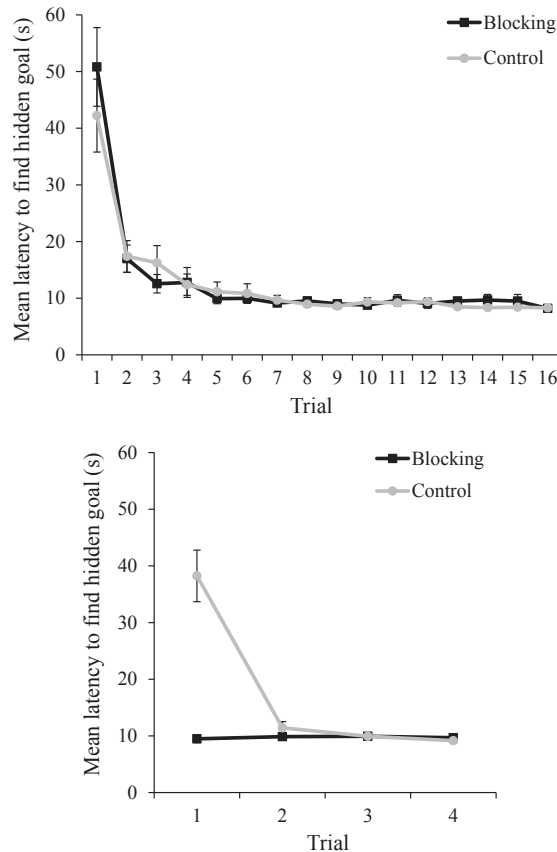 Mean latency to find hidden goal (s)
60
50
40
30
20
10
0
Blocking
Control
1 2 3 4 5 6 7 8 9 10 11 12 13 14 15 16
Trial
Mean latency to find hidden goal (s)
60
50
40
30
20
10
0
Blocking
Control
1 2 3 4
Trial